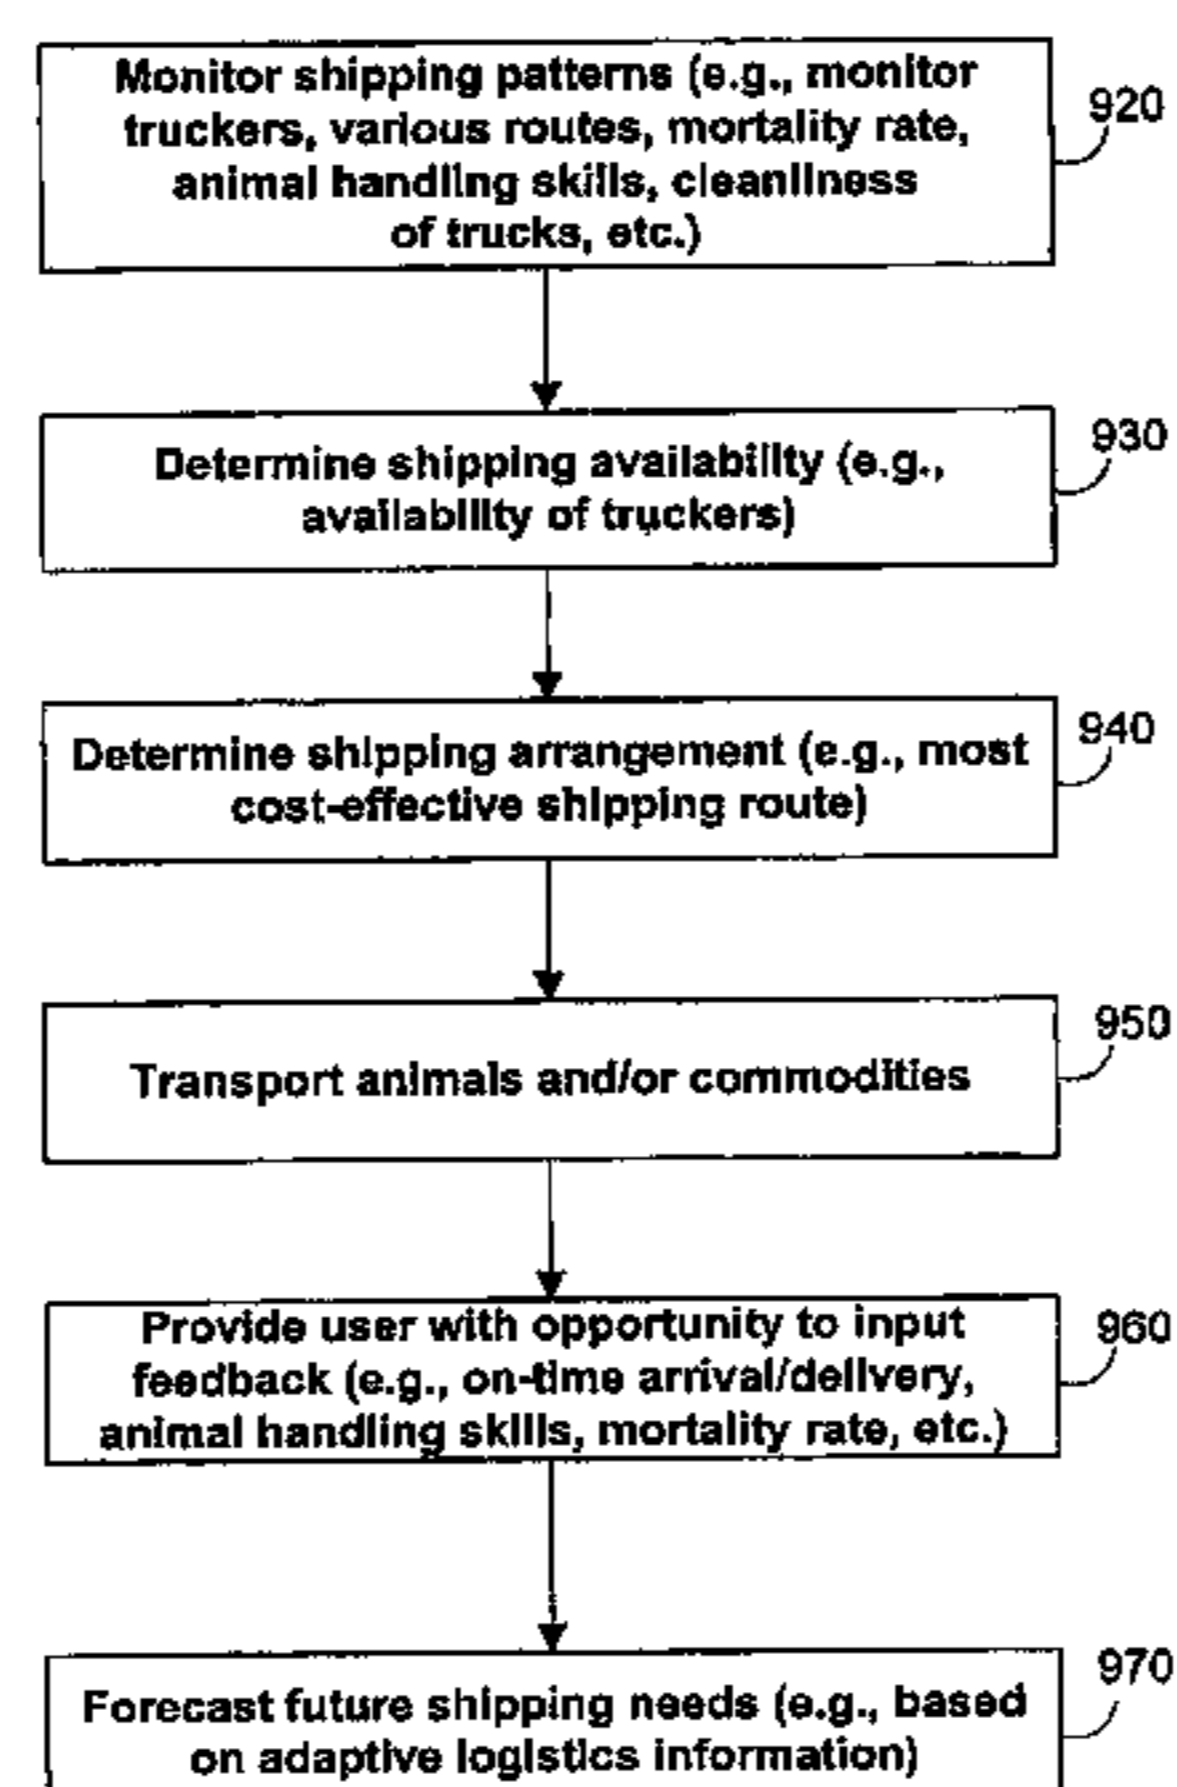 Monitor shipping patterns (e.g., monitor
truckers, various routes, mortality rate,
animal handling skills, cleanliness
of trucks, etc.)
920
Determine shipping availability (e.g.,
availability of truckers)
930
Determine shipping arrangement (e.g., most
cost-effective shipping route)
940
Transport animals and/or commodities
950
Provide user with opportunity to input
feedback (e.g., on-time arrival/delivery,
animal handling skills, mortality rate, etc.)
960
Forecast future shipping needs (e.g., based
on adaptive logistics information)
970